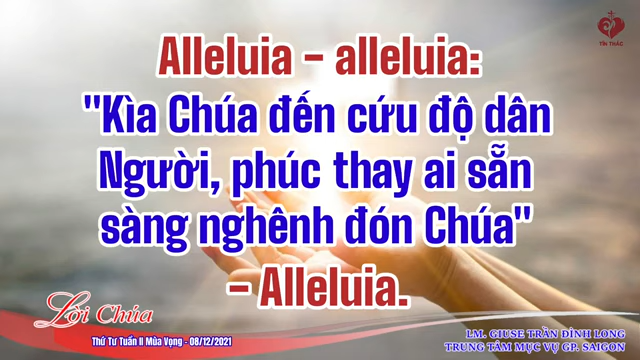 TÍN THÁC
Alleluia - alleluia:
"Kìa Chúa đến cứu độ dân
Người, phúc thay ai sẵn
sàng nghênh đón Chúa"
- Alleluia.
Lời Chúa
Thứ Tư Tuần II Mùa Vọng - 08/12/2021
LM. GIUSE TRẦN ĐÌNH LONG
TRUNG TÂM MỤC VỤ GP. SAIGON